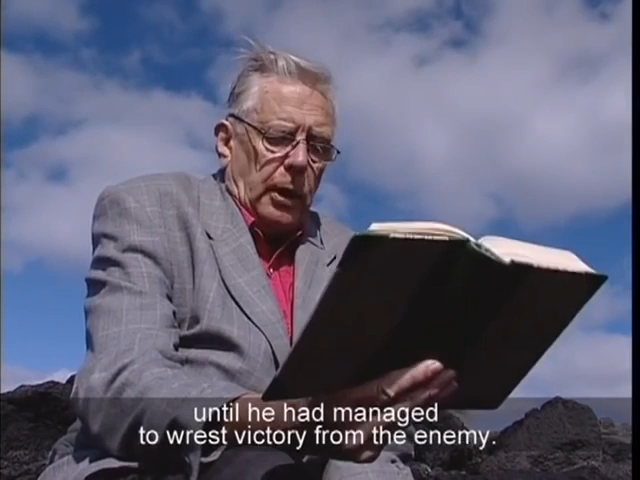 until he had managed
to wrest victory from the enemy.